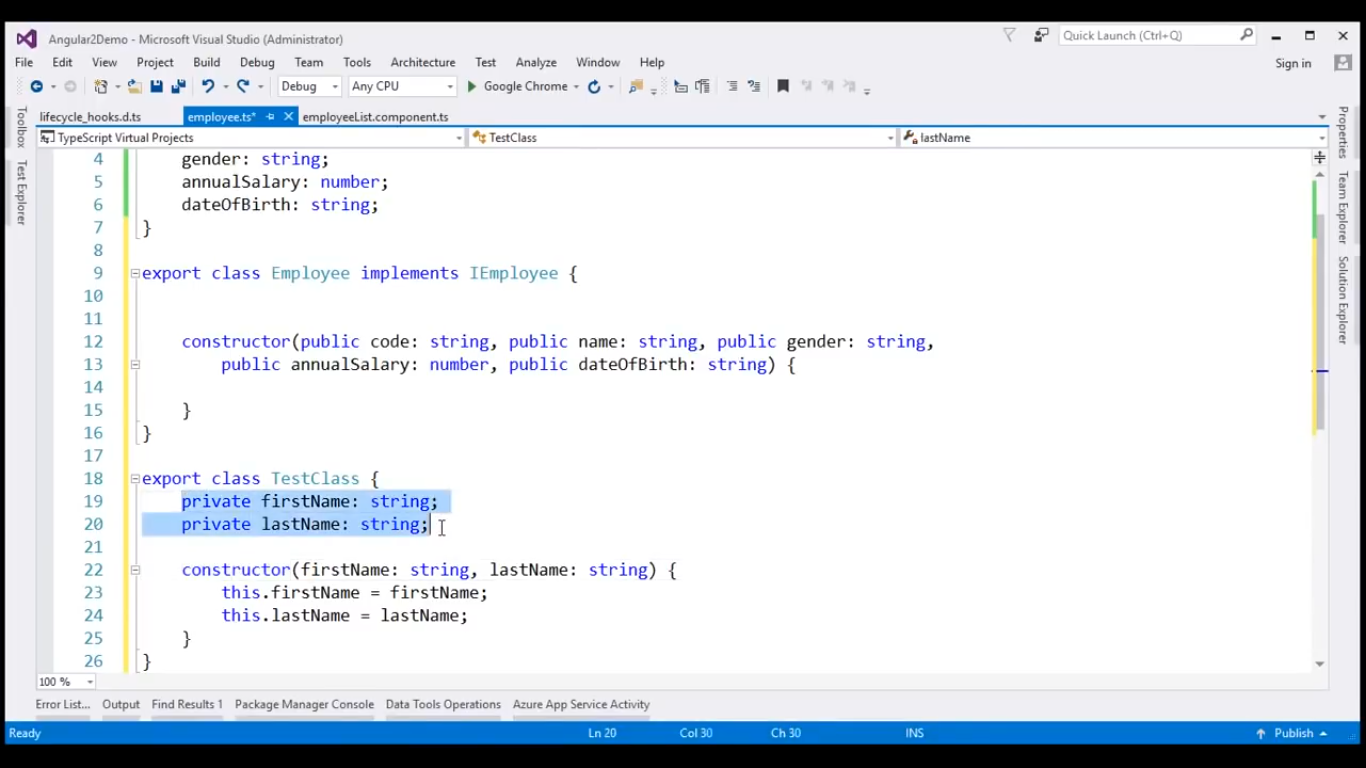 Angular2Demo - Microsoft Visual Studio (Administrator)
Quick Launch (Ctrl+Q)
File Edit View Project Build Debug Team Tools Architecture Test Analyze Window Help
Sign in
Debug Any CPU Google Chrome
lifecycle_hooks.d.ts employee.ts* employeeList.component.ts
TypeScript Virtual Projects TestClass lastName
Toolbox
Test Explorer
4 gender: string;
5 annualSalary: number;
6 dateOfBirth: string;
7 }
8
9 export class Employee implements IEmployee {
10
11
12 constructor(public code: string, public name: string, public gender: string,
13 public annualSalary: number, public dateOfBirth: string) {
14
15 }
16 }
17
18 export class TestClass {
19 private firstName: string;
20 private lastName: string;
21
22 constructor(firstName: string, lastName: string) {
23 this.firstName = firstName;
24 this.lastName = lastName;
25 }
26 }
Properties
Team Explorer
Solution Explorer
100 %
Error List... Output Find Results 1 Package Manager Console Data Tools Operations Azure App Service Activity
Ready Ln 20 Col 30 Ch 30 INS Publish